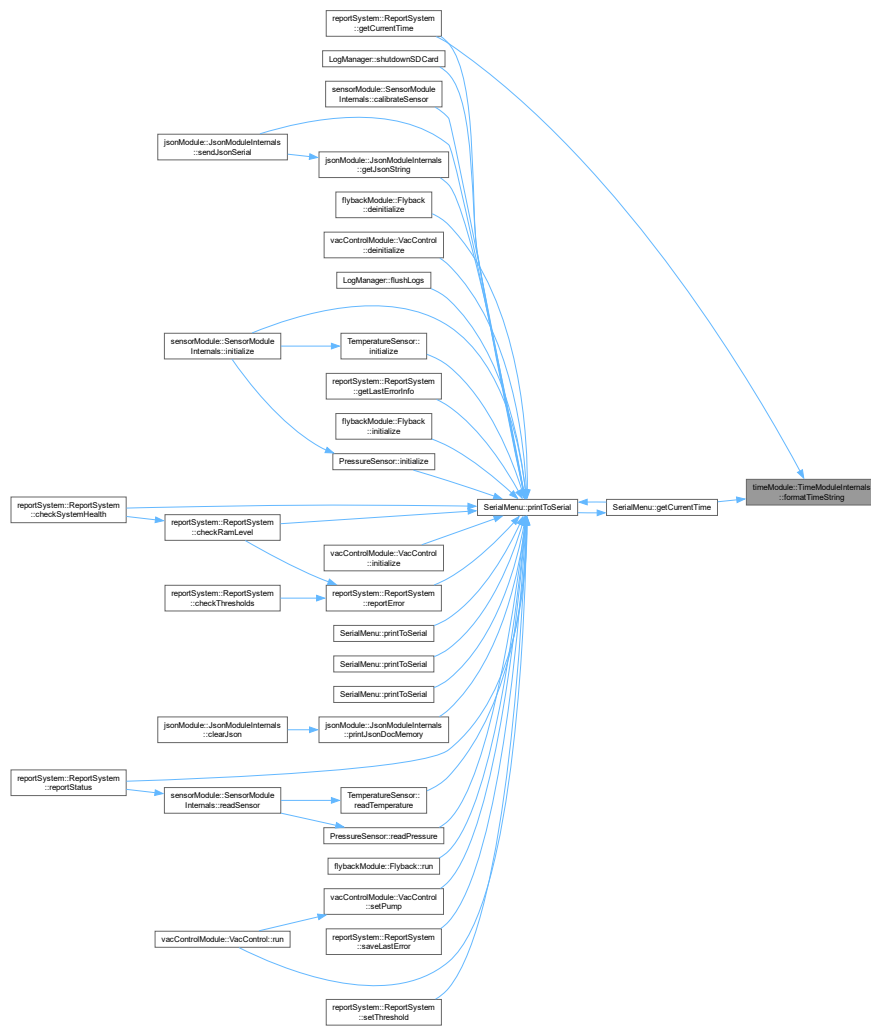 reportSystem::ReportSystem
::getCurrentTime
LogManager::shutdownSDCard
sensorModule::SensorModule
Internals::calibrateSensor
jsonModule::JsonModuleInternals
::sendJsonSerial
jsonModule::JsonModuleInternals
::getJsonString
flybackModule::Flyback
::deinitialize
vacControlModule::VacControl
::deinitialize
LogManager::flushLogs
sensorModule::SensorModule
Internals::initialize
TemperatureSensor::
initialize
reportSystem::ReportSystem
::getLastErrorInfo
flybackModule::Flyback
::initialize
PressureSensor::initialize
timeModule::TimeModuleInternals
::formatTimeString
reportSystem::ReportSystem
::checkSystemHealth
SerialMenu::printToSerial
SerialMenu::getCurrentTime
reportSystem::ReportSystem
::checkRamLevel
vacControlModule::VacControl
::initialize
reportSystem::ReportSystem
::checkThresholds
reportSystem::ReportSystem
::reportError
SerialMenu::printToSerial
SerialMenu::printToSerial
SerialMenu::printToSerial
jsonModule::JsonModuleInternals
::clearJson
jsonModule::JsonModuleInternals
::printJsonDocMemory
reportSystem::ReportSystem
::reportStatus
sensorModule::SensorModule
Internals::readSensor
TemperatureSensor::
readTemperature
PressureSensor::readPressure
flybackModule::Flyback::run
vacControlModule::VacControl
::setPump
vacControlModule::VacControl::run
reportSystem::ReportSystem
::saveLastError
reportSystem::ReportSystem
::setThreshold